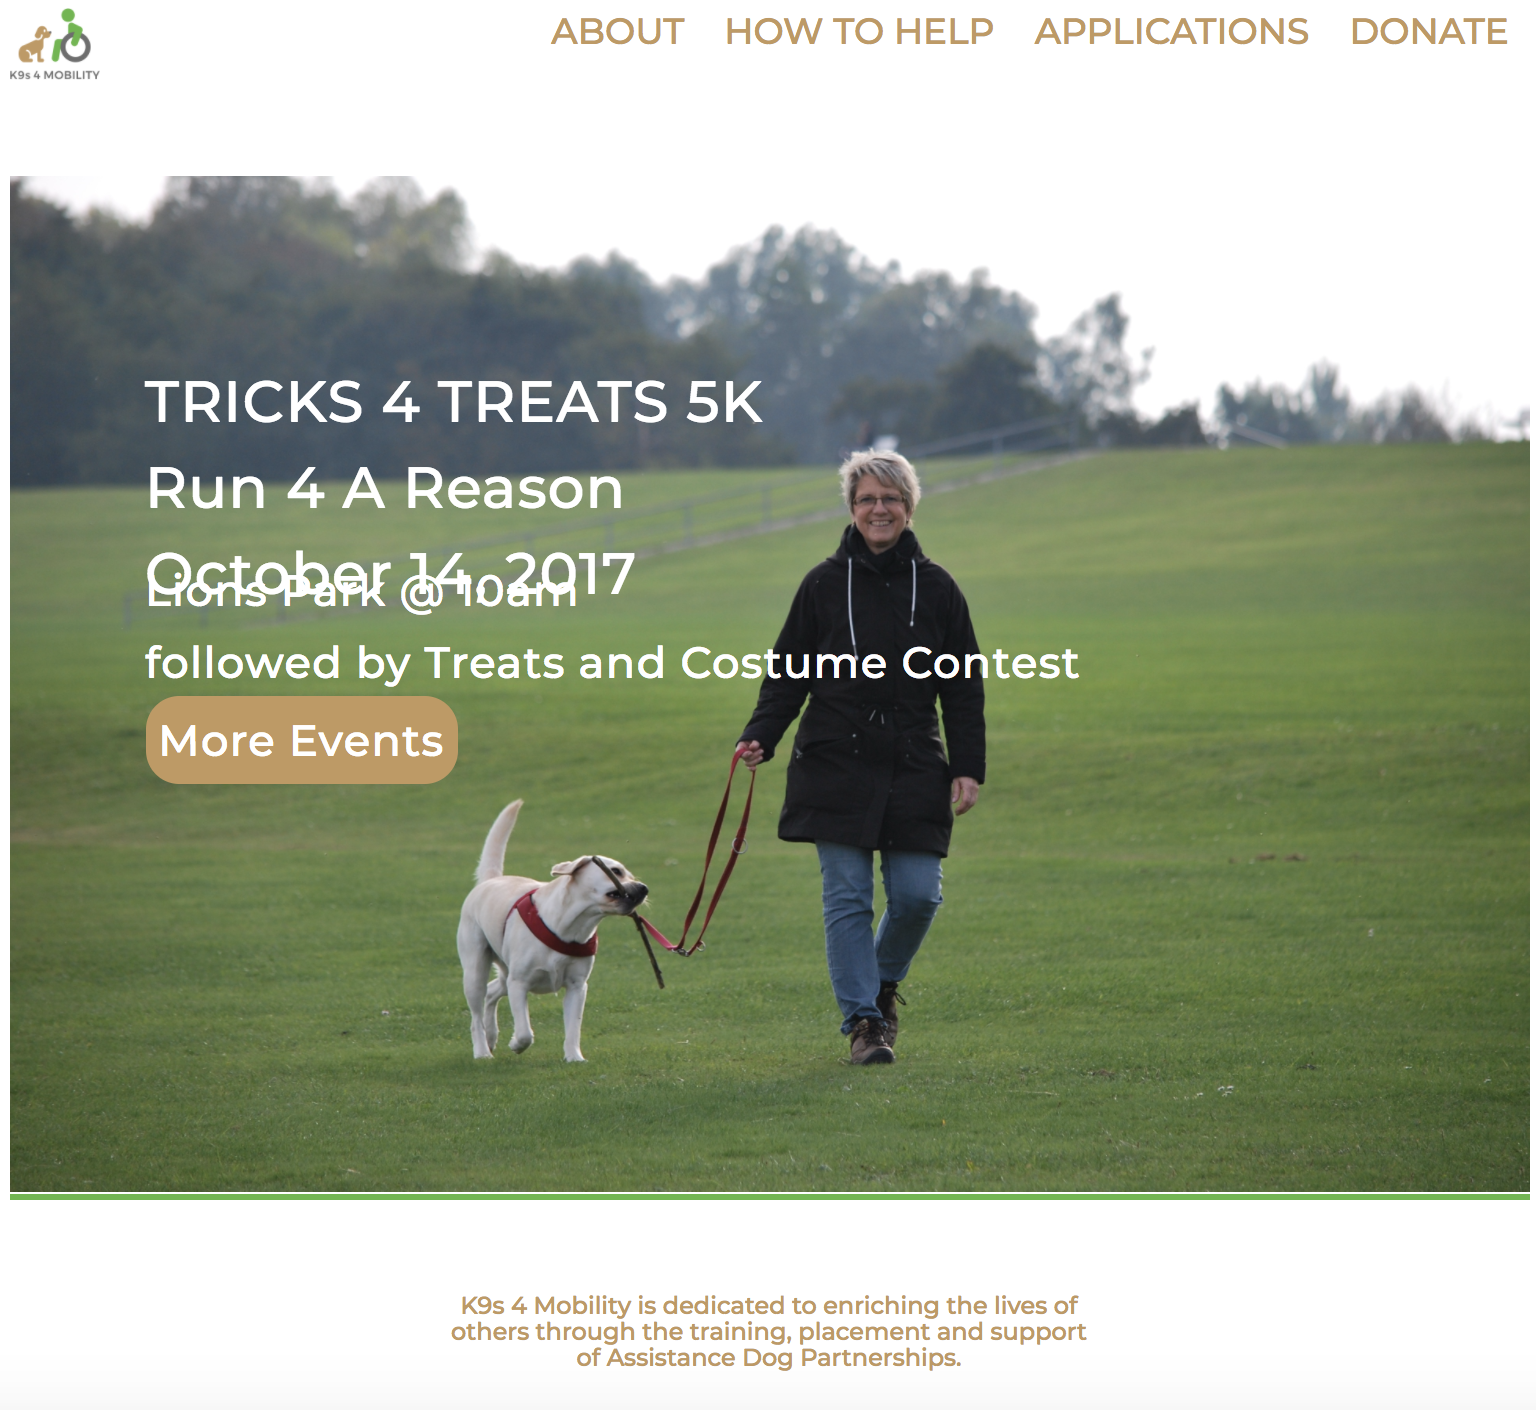 K9s 4 MOBILITY
ABOUT HOW TO HELP APPLICATIONS DONATE
TRICKS 4 TREATS 5K
Run 4 A Reason
October 14, 2017
Lions Park @ 10am
followed by Treats and Costume Contest
More Events
K9s 4 Mobility is dedicated to enriching the lives of
others through the training, placement and support
of Assistance Dog Partnerships.